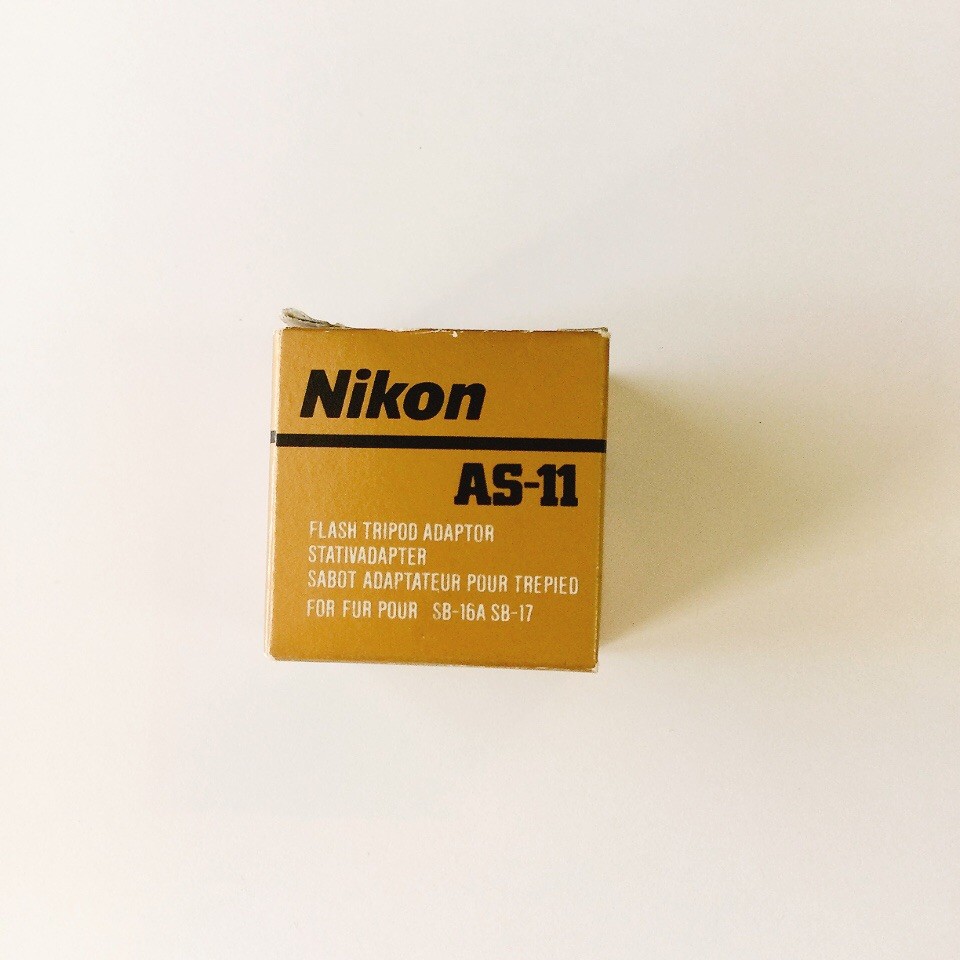 Nikon
AS-11
FLASH TRIPOD ADAPTOR
STATIVADAPTER
SABOT ADAPTATEUR POUR TREPIED
FOR FUR POUR SB-16A SB-17